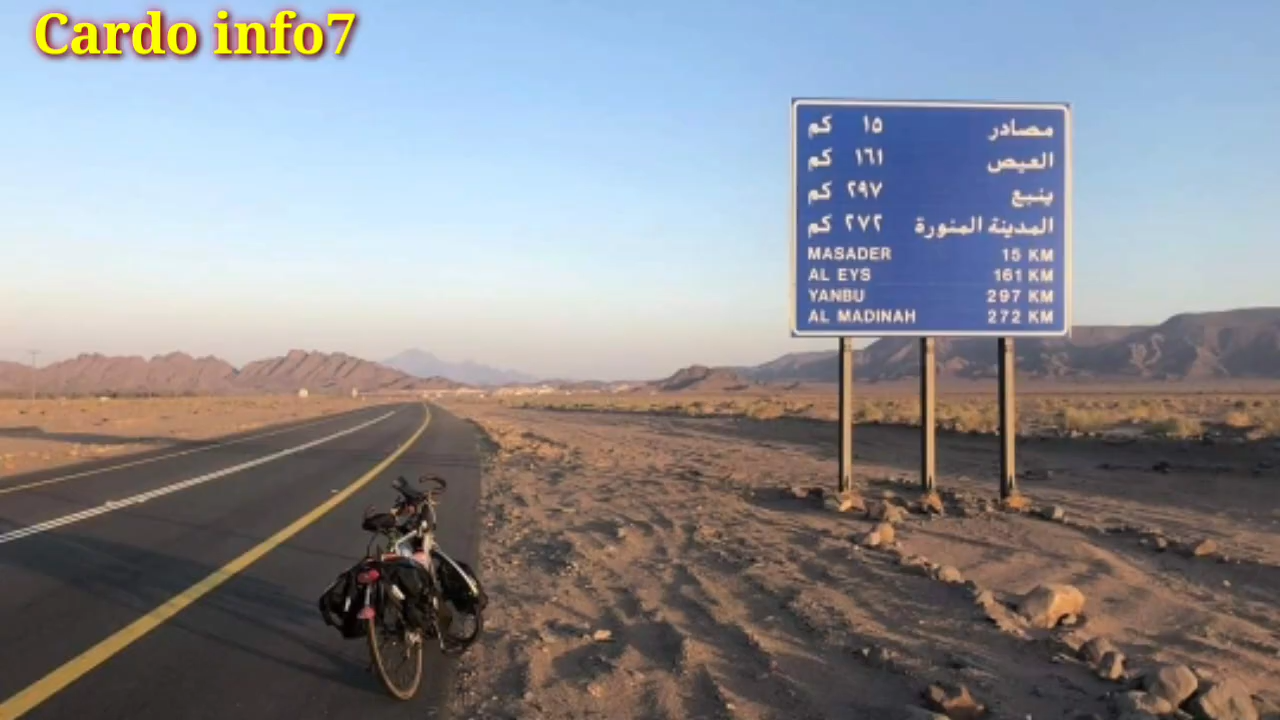 Cardo info7
مصادر ١٥ كم
العيص ١٦١ كم
ينبع ٢٩٧ كم
المدينة المنورة ٢٧٢ كم
MASADER 15 KM
AL EYS 161 KM
YANBU 297 KM
AL MADINAH 272 KM